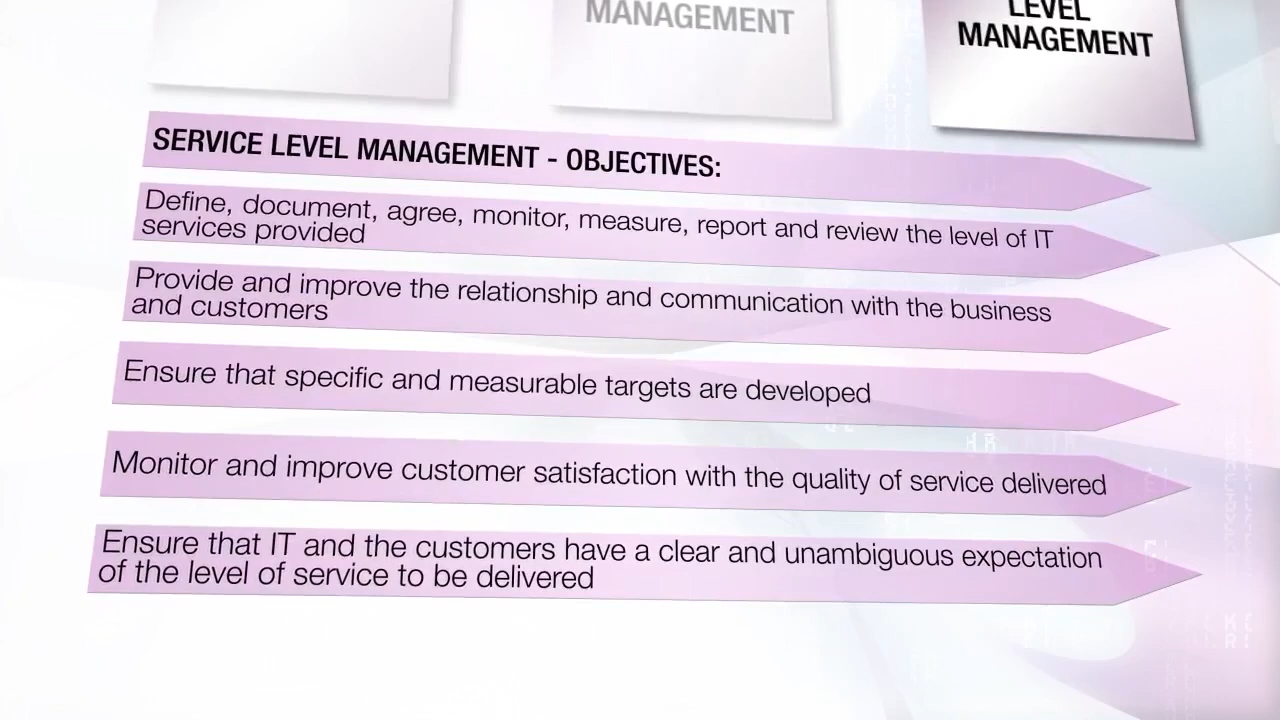 MANAGEMENT
LEVEL
MANAGEMENT
SERVICE LEVEL MANAGEMENT - OBJECTIVES:
Define, document, agree, monitor, measure, report and review the level of IT
services provided
Provide and improve the relationship and communication with the business
and customers
Ensure that specific and measurable targets are developed
Monitor and improve customer satisfaction with the quality of service delivered
Ensure that IT and the customers have a clear and unambiguous expectation
of the level of service to be delivered